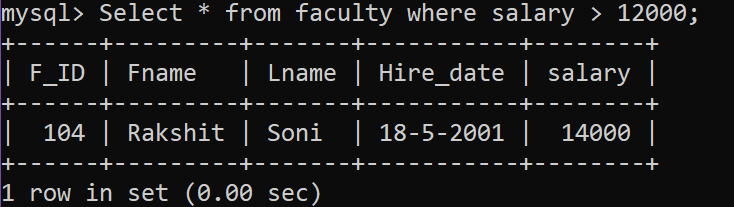 mysql> Select * from faculty where salary > 12000;
+------+---------+-------+-----------+--------+
| F_ID | Fname   | Lname | Hire_date | salary |
+------+---------+-------+-----------+--------+
|  104 | Rakshit | Soni  | 18-5-2001 |  14000 |
+------+---------+-------+-----------+--------+
1 row in set (0.00 sec)